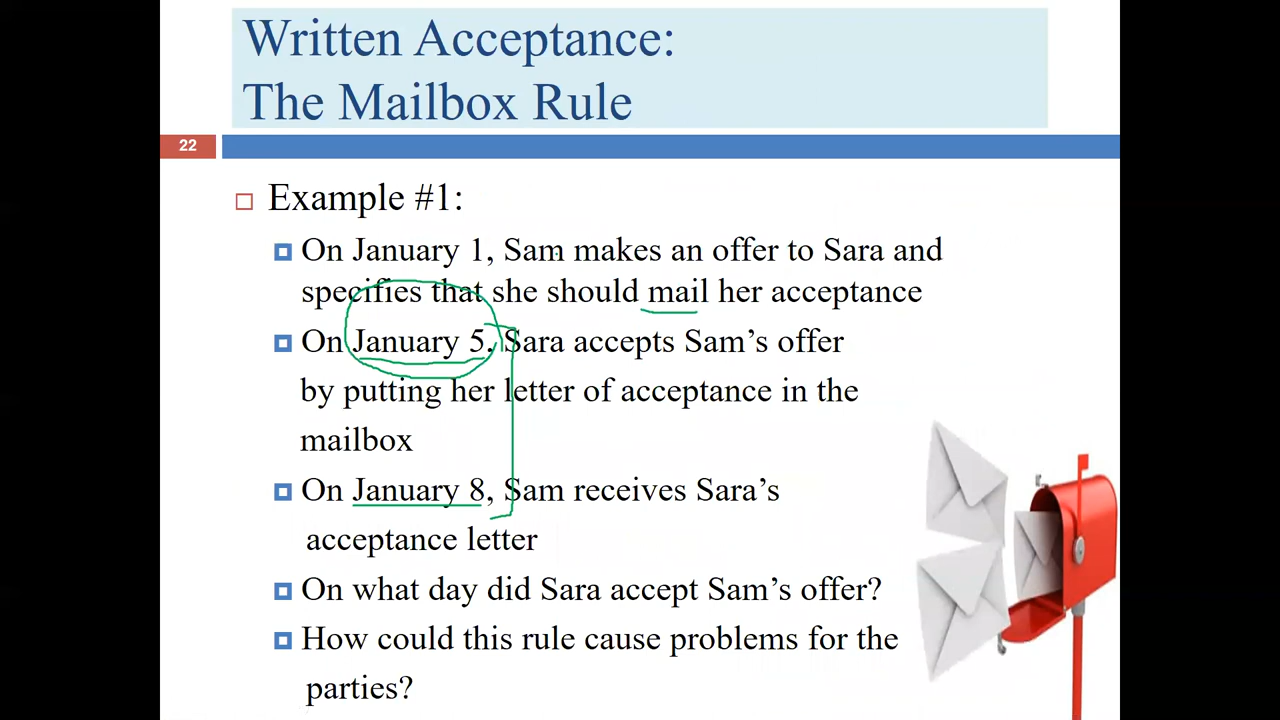 Written Acceptance:
The Mailbox Rule
22
Example #1:
On January 1, Sam makes an offer to Sara and
specifies that she should mail her acceptance
On January 5, Sara accepts Sam’s offer
by putting her letter of acceptance in the
mailbox
On January 8, Sam receives Sara’s
acceptance letter
On what day did Sara accept Sam’s offer?
How could this rule cause problems for the
parties?